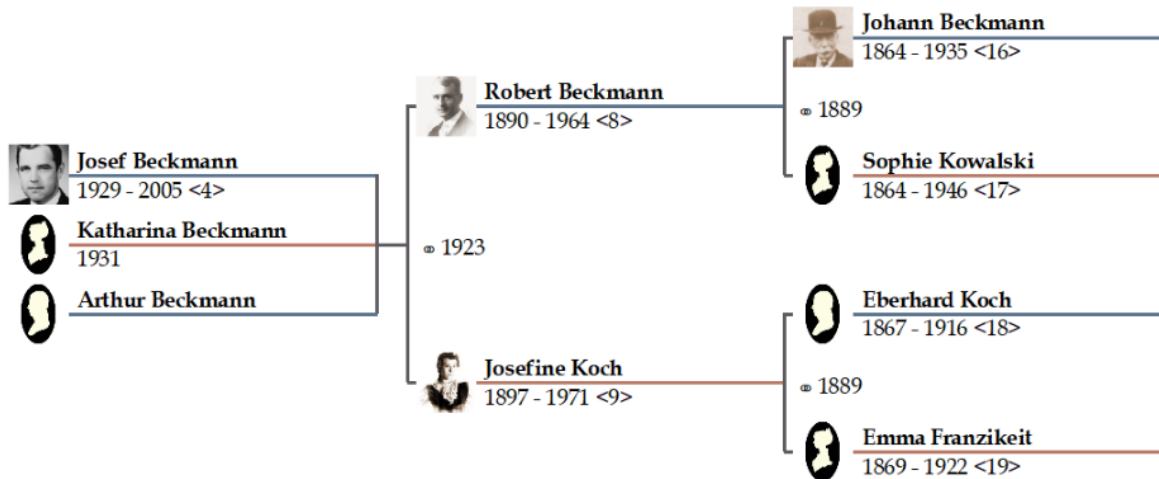 Johann Beckmann
1864 - 1935 <16>
Robert Beckmann
1890 - 1964 <8>
⚭ 1889
Josef Beckmann
1929 - 2005 <4>
Sophie Kowalski
1864 - 1946 <17>
Katharina Beckmann
1931
⚭ 1923
Arthur Beckmann
Eberhard Koch
1867 - 1916 <18>
Josefine Koch
1897 - 1971 <9>
⚭ 1889
Emma Franzikeit
1869 - 1922 <19>